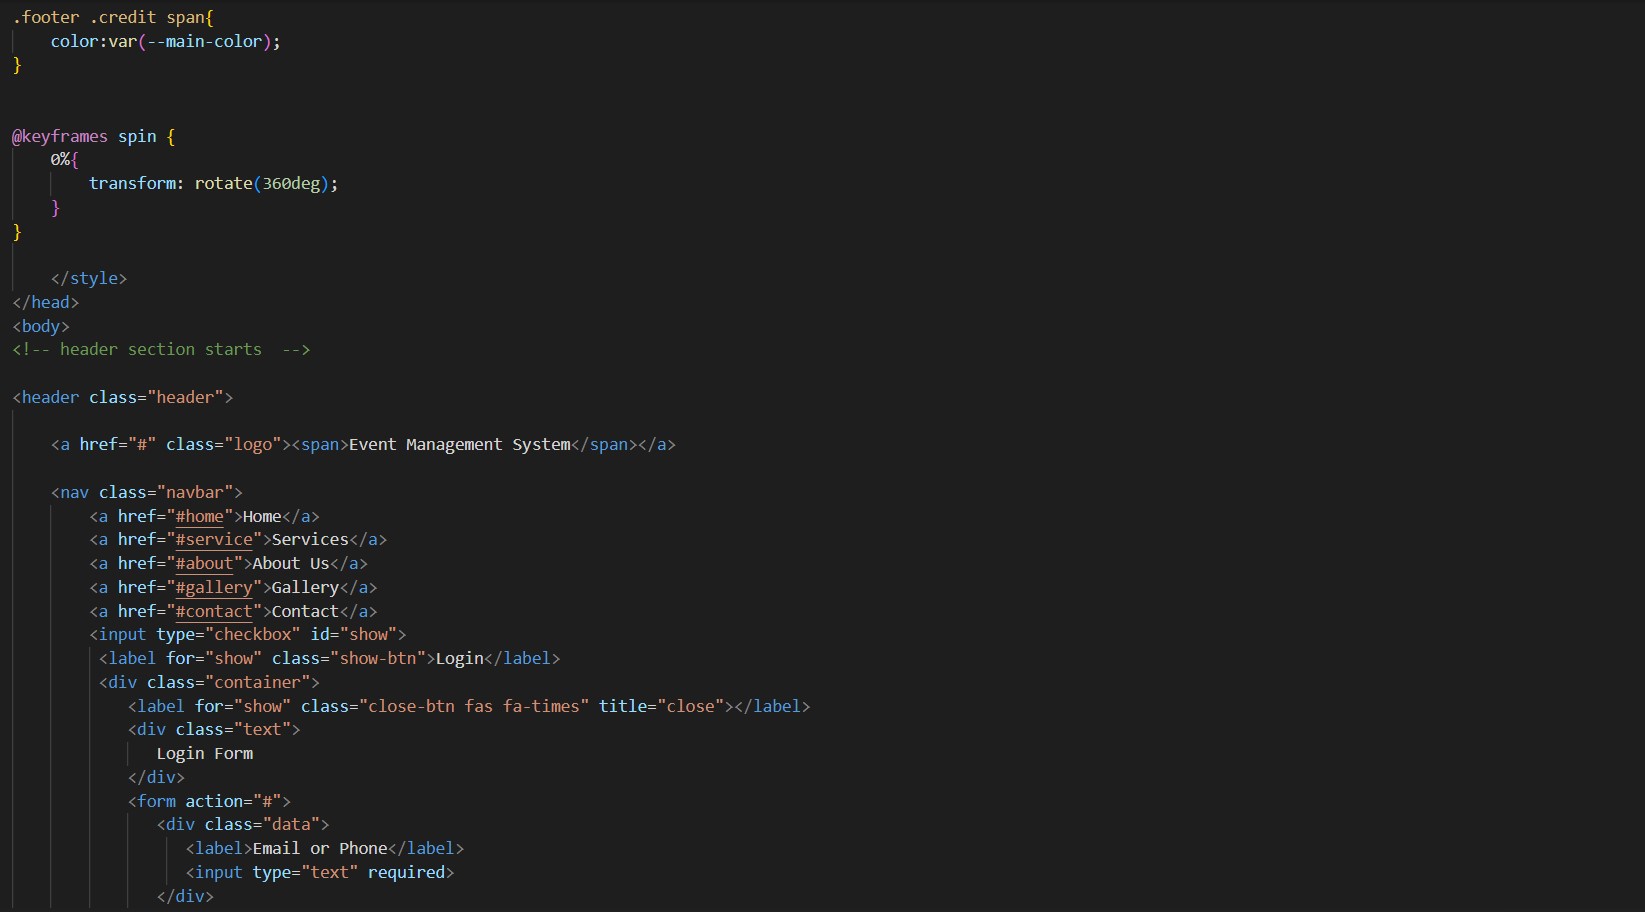 .footer .credit span{
    color:var(--main-color);
}
@keyframes spin {
    0%{
        transform: rotate(360deg);
    }
}
    </style>
</head>
<body>
<!-- header section starts  -->
<header class="header">
    <a href="#" class="logo"><span>Event Management System</span></a>
    <nav class="navbar">
        <a href="#home">Home</a>
        <a href="#service">Services</a>
        <a href="#about">About Us</a>
        <a href="#gallery">Gallery</a>
        <a href="#contact">Contact</a>
        <input type="checkbox" id="show">
         <label for="show" class="show-btn">Login</label>
         <div class="container">
            <label for="show" class="close-btn fas fa-times" title="close"></label>
            <div class="text">
               Login Form
            </div>
            <form action="#">
               <div class="data">
                  <label>Email or Phone</label>
                  <input type="text" required>
               </div>